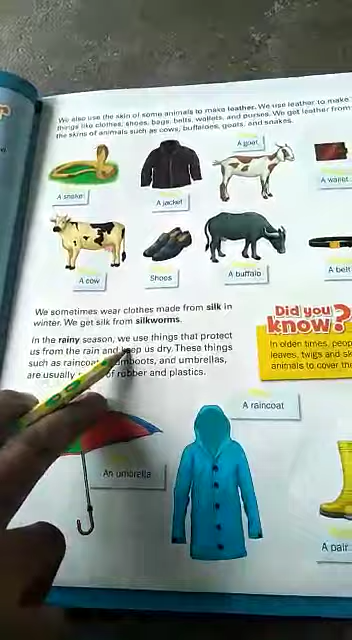 We also use the skin of some animals to make leather. We use leather to make
things like clothes, shoes, bags, belts, wallets, and purses. We get leather from
the skins of animals such as cows, buffaloes, goats, and snakes.
A goat
A snake
A jacket
A wallet
A cow
Shoes
A buffalo
A belt
We sometimes wear clothes made from silk in
winter. We get silk from silkworms.
In the rainy season, we use things that protect
us from the rain and keep us dry. These things
such as raincoats, gumboots, and umbrellas,
are usually of rubber and plastics.
Did you
know?
In olden times,
leaves, twigs and
animals to cover
A raincoat
An umbrella
A pair